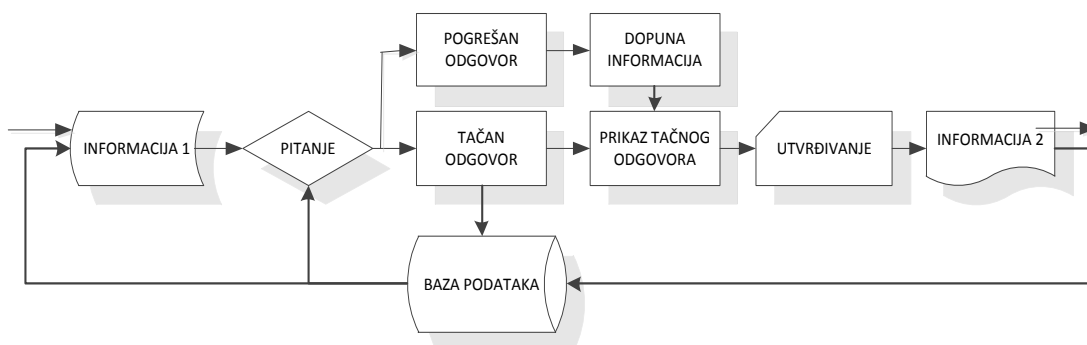 POGREŠAN
ODGOVOR
DOPUNA
INFORMACIJA
INFORMACIJA 1
PITANJE
TAČAN
ODGOVOR
PRIKAZ TAČNOG
ODGOVORA
UTVRĐIVANJE
INFORMACIJA 2
BAZA PODATAKA